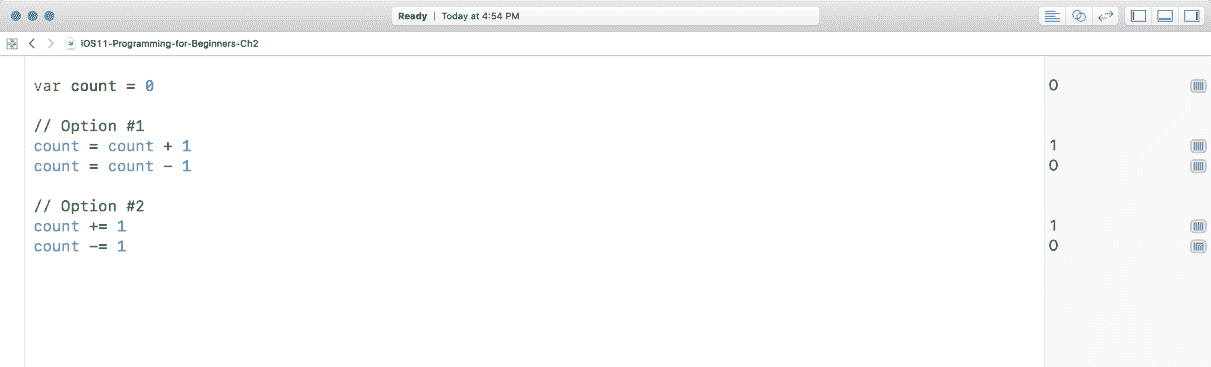 Ready | Today at 4:54 PM
iOS11-Programming-for-Beginners-Ch2
var count = 0 0
// Option #1
count = count + 1 1
count = count - 1 0
// Option #2
count += 1 1
count -= 1 0